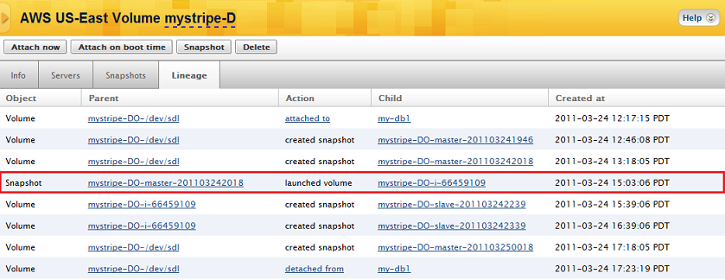 AWS US-East Volume mystripe-D
Help
Attach now Attach on boot time Snapshot Delete
Info Servers Snapshots Lineage
Object Parent Action Child Created at
Volume mystripe-DO-/dev/sdl attached to my-db1 2011-03-24 12:17:15 PDT
Volume mystripe-DO-/dev/sdl created snapshot mystripe-DO-master-201103241946 2011-03-24 12:46:08 PDT
Volume mystripe-DO-/dev/sdl created snapshot mystripe-DO-master-201103242018 2011-03-24 13:18:05 PDT
Snapshot mystripe-DO-master-201103242018 launched volume mystripe-DO-i-66459109 2011-03-24 15:03:06 PDT
Volume mystripe-DO-i-66459109 created snapshot mystripe-DO-slave-201103242239 2011-03-24 15:39:06 PDT
Volume mystripe-DO-i-66459109 created snapshot mystripe-DO-slave-201103242339 2011-03-24 16:39:06 PDT
Volume mystripe-DO-/dev/sdl created snapshot mystripe-DO-master-201103250018 2011-03-24 17:18:05 PDT
Volume mystripe-DO-/dev/sdl detached from my-db1 2011-03-24 17:23:19 PDT